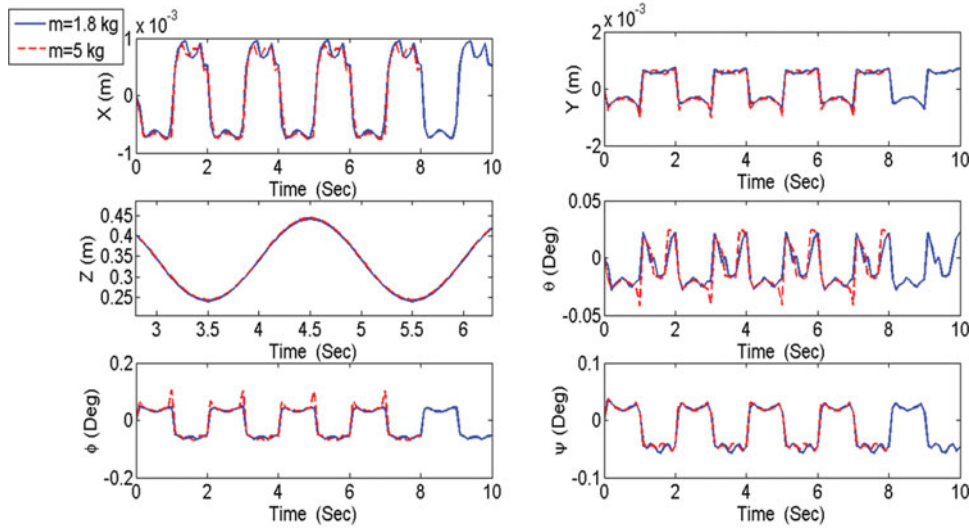 m=1.8 kg
m=5 kg
1 x 10⁻³
0
-1
X (m)
0 2 4 6 8 10
Time (Sec)
x 10⁻³
2
0
-2
Y (m)
0 2 4 6 8 10
Time (Sec)
0.45
0.35
0.25
Z (m)
3 3.5 4 4.5 5 5.5 6
Time (Sec)
0.05
0
-0.05
θ (Deg)
0 2 4 6 8 10
Time (Sec)
0.2
0
-0.2
ϕ (Deg)
0 2 4 6 8 10
Time (Sec)
0.1
0
-0.1
Ψ (Deg)
0 2 4 6 8 10
Time (Sec)